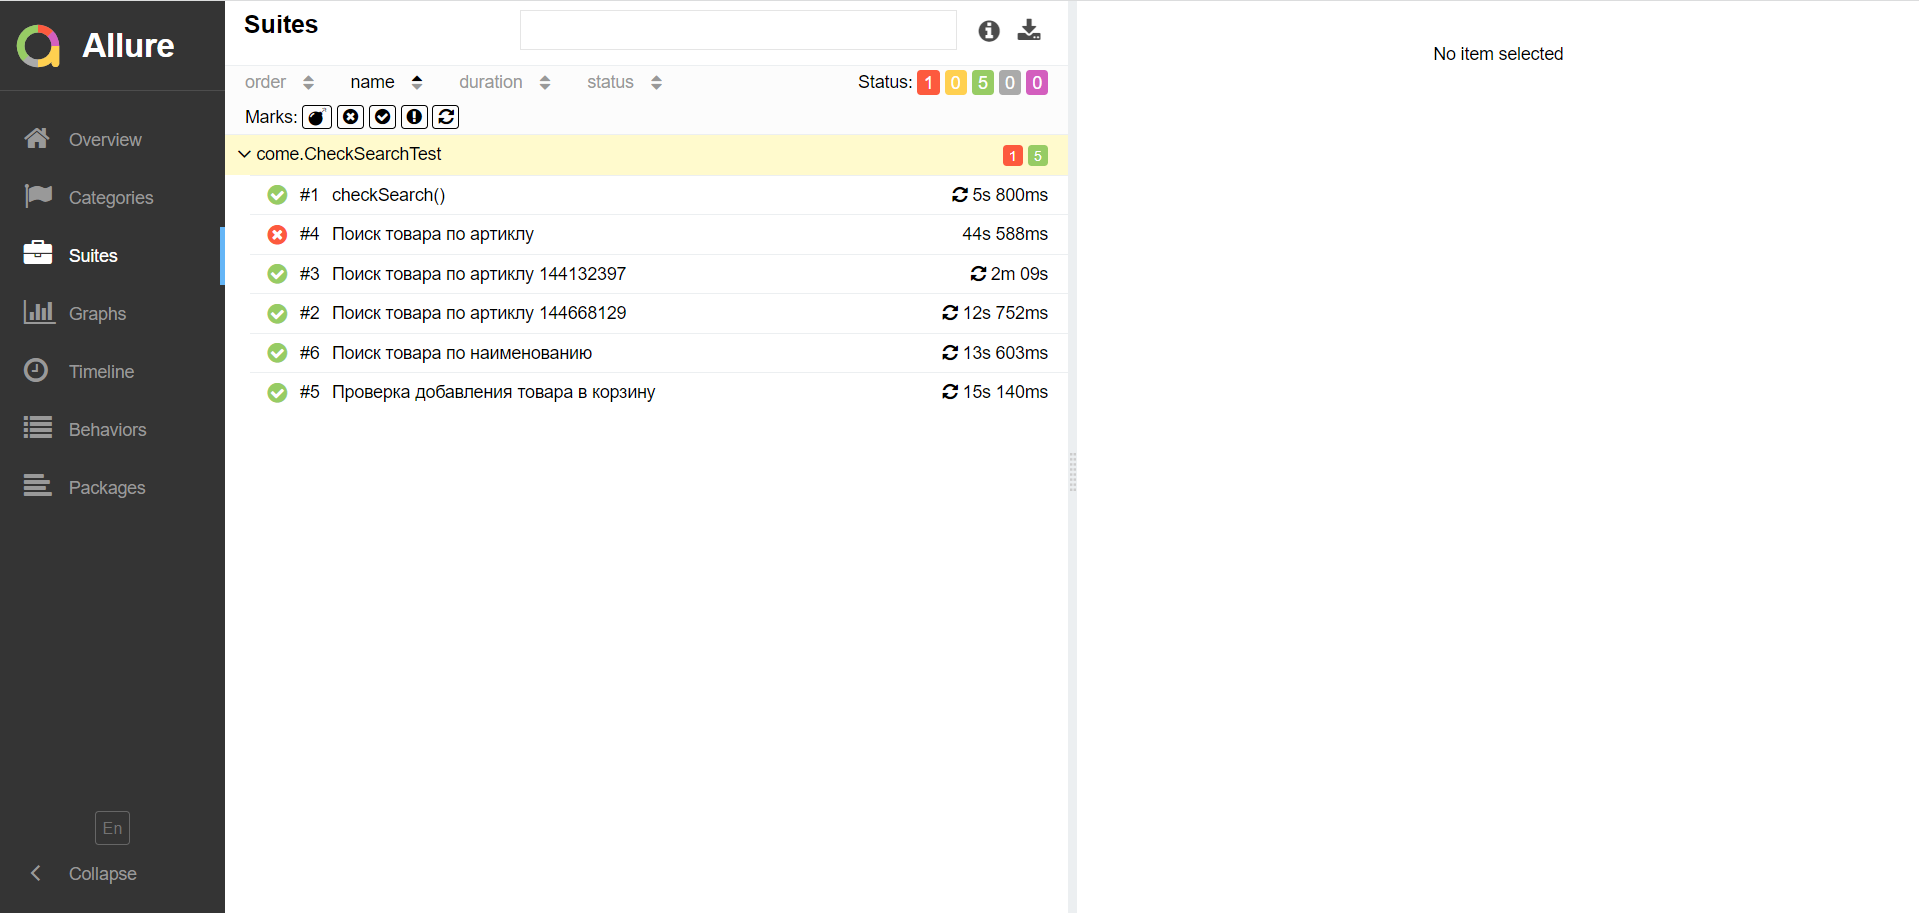 Allure
Overview
Categories
Suites
Graphs
Timeline
Behaviors
Packages
En
Collapse
Suites
order name duration status Status: 1 0 5 0 0
Marks:
come.CheckSearchTest 1 5
#1 checkSearch() 5s 800ms
#4 Поиск товара по артиклу 44s 588ms
#3 Поиск товара по артиклу 144132397 2m 09s
#2 Поиск товара по артиклу 144668129 12s 752ms
#6 Поиск товара по наименованию 13s 603ms
#5 Проверка добавления товара в корзину 15s 140ms
No item selected